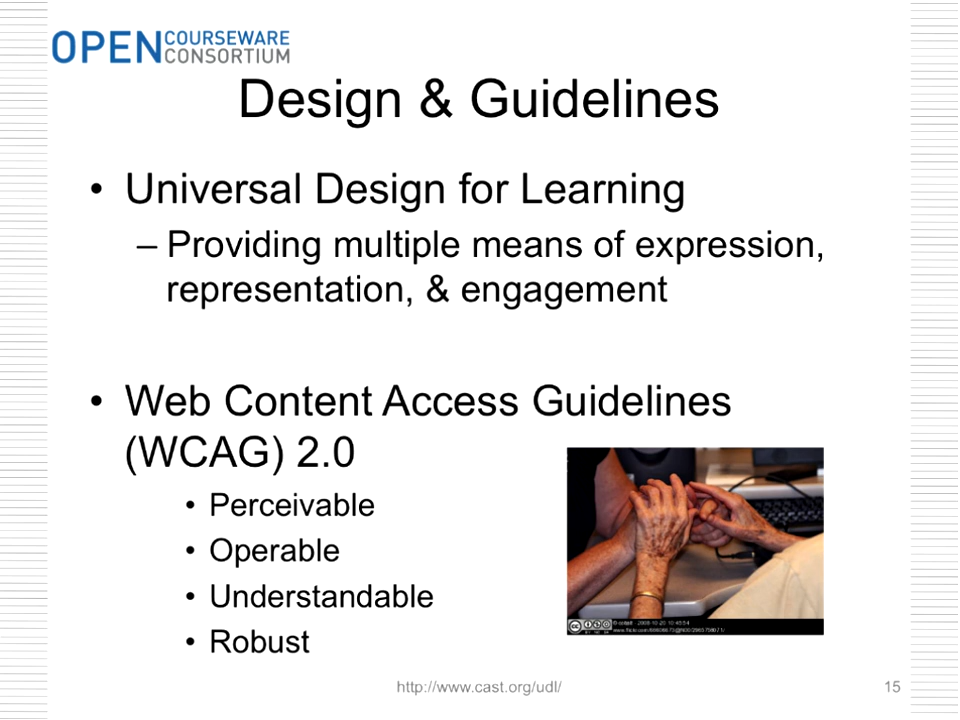 OPEN COURSEWARE
CONSORTIUM
Design & Guidelines
• Universal Design for Learning
– Providing multiple means of expression,
representation, & engagement
• Web Content Access Guidelines
(WCAG) 2.0
• Perceivable
• Operable
• Understandable
• Robust
http://www.cast.org/udl/
15